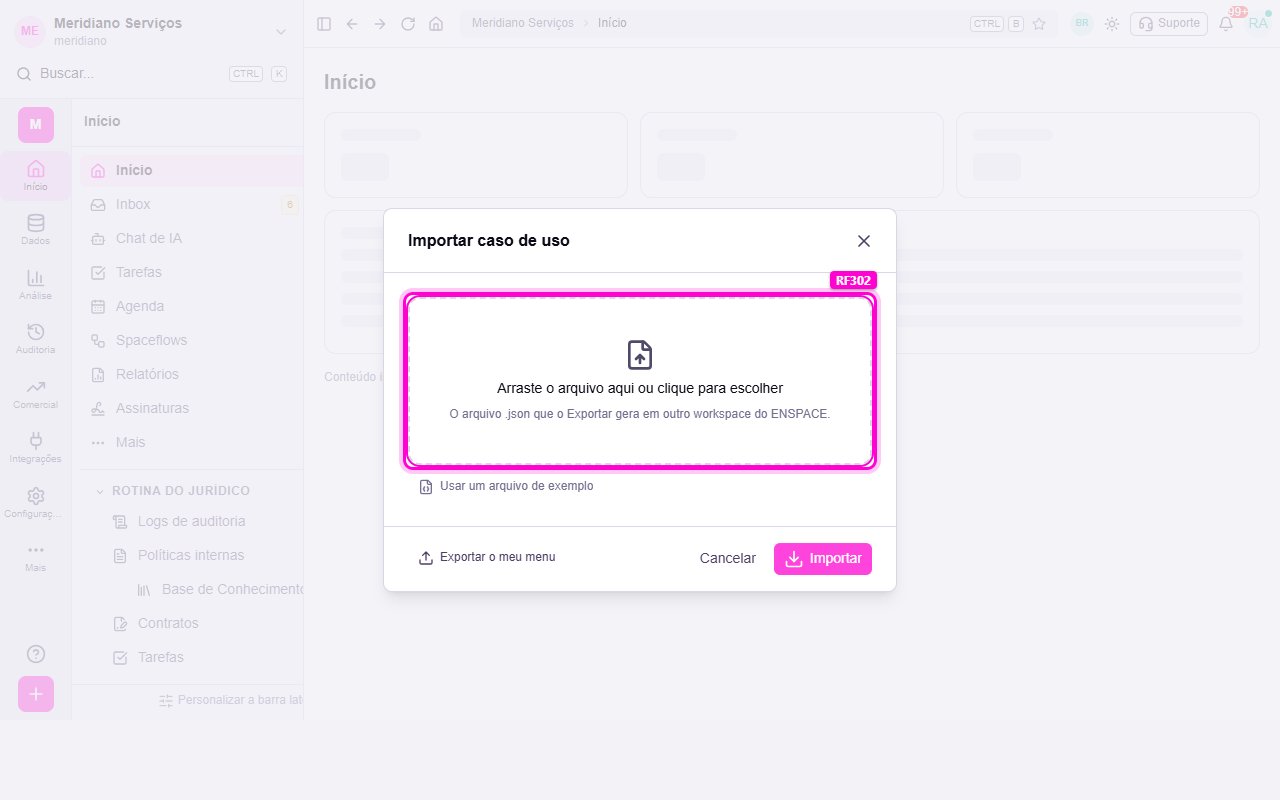 ME
Meridiano Serviços
meridiano
Buscar...
CTRL
K
Meridiano Serviços
Início
CTRL
B
BR
Suporte
99+
RA
M
Início
Dados
Análise
Auditoria
Comercial
Integrações
Configuraç...
Mais
Início
Início
Inbox
6
Chat de IA
Tarefas
Agenda
Spaceflows
Relatórios
Assinaturas
Mais
ROTINA DO JURÍDICO
Logs de auditoria
Políticas internas
Base de Conhecimento
Contratos
Tarefas
Personalizar a barra late
Início
Conteúdo
Importar caso de uso
RF302
Arraste o arquivo aqui ou clique para escolher
O arquivo .json que o Exportar gera em outro workspace do ENSPACE.
Usar um arquivo de exemplo
Exportar o meu menu
Cancelar
Importar